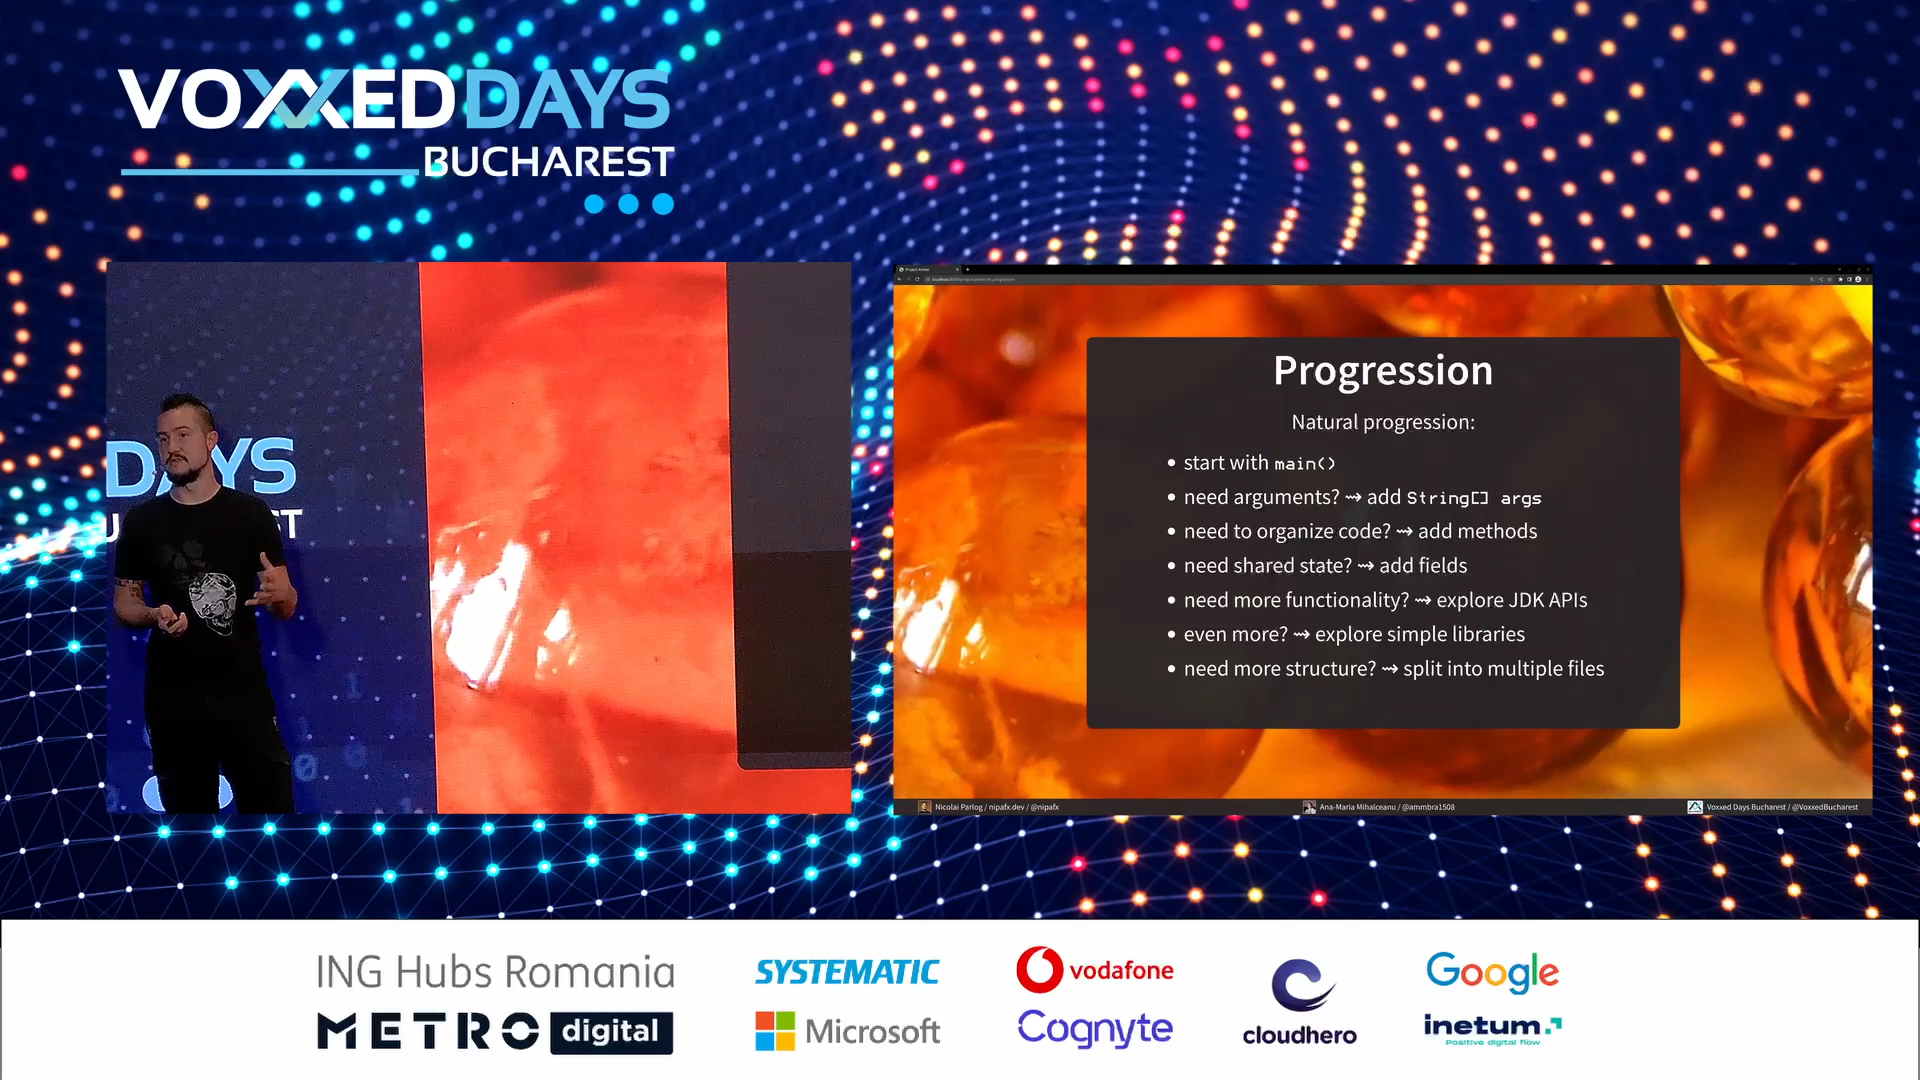 VOXXEDDAYS
BUCHAREST
DAYS
Project Amber
Progression
Natural progression:
• start with main()
• need arguments? ⇝ add String[] args
• need to organize code? ⇝ add methods
• need shared state? ⇝ add fields
• need more functionality? ⇝ explore JDK APIs
• even more? ⇝ explore simple libraries
• need more structure? ⇝ split into multiple files
Nicolai Parlog / nipafx.dev / @nipafx
Ana-Maria Mihalceanu / @ammbra1508
Voxxed Days Bucharest / @VoxxedBucharest
ING Hubs Romania
SYSTEMATIC
vodafone
Google
METRO digital
Microsoft
Cognyte
cloudhero
inetum.
Positive digital flow